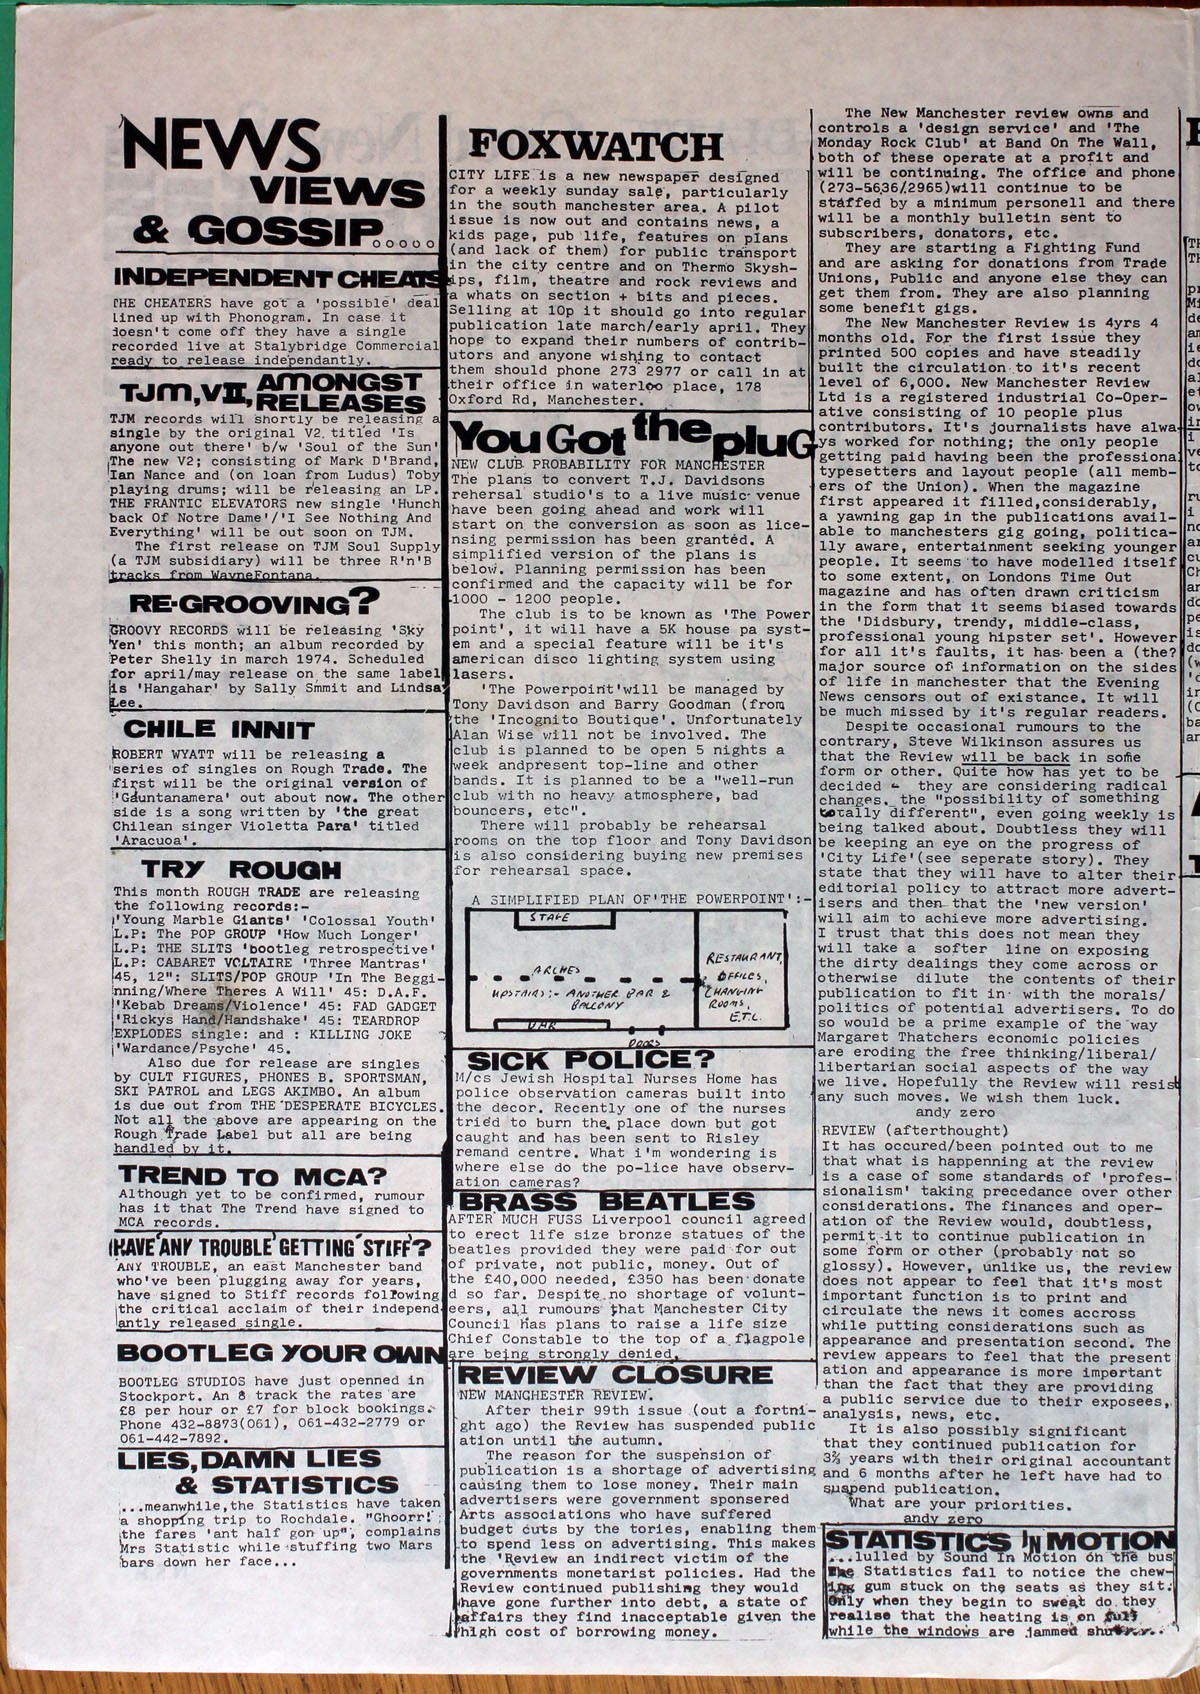 NEWS
VIEWS
& GOSSIP.....
INDEPENDENT CHEATS
THE CHEATERS have got a 'possible' deal
lined up with Phonogram. In case it
doesn't come off they have a single
recorded live at Stalybridge Commercial
ready to release independantly.
TJM,VII, AMONGST
RELEASES
TJM records will shortly be releasing a
single by the original V2 titled 'Is
anyone out there' b/w 'Soul of the Sun'
The new V2; consisting of Mark D'Brand,
Ian Nance and (on loan from Ludus) Toby
playing drums; will be releasing an LP.
THE FRANTIC ELEVATORS new single 'Hunch
back Of Notre Dame'/'I See Nothing And
Everything' will be out soon on TJM.
The first release on TJM Soul Supply
(a TJM subsidiary) will be three R'n'B
tracks from WayneFontana.
RE-GROOVING?
GROOVY RECORDS will be releasing 'Sky
Yen' this month; an album recorded by
Peter Shelly in march 1974. Scheduled
for april/may release on the same label
is 'Hangahar' by Sally Smmit and Lindsa
Lee.
CHILE INNIT
ROBERT WYATT will be releasing a
series of singles on Rough Trade. The
first will be the original version of
'Gauntanamera' out about now. The other
side is a song written by 'the great
Chilean singer Violetta Para' titled
'Aracuoa'.
TRY ROUGH
This month ROUGH TRADE are releasing
the following records:-
'Young Marble Giants' 'Colossal Youth'
L.P: The POP GROUP 'How Much Longer'
L.P: THE SLITS 'bootleg retrospective'
L.P: CABARET VOLTAIRE 'Three Mantras'
45, 12": SLITS/POP GROUP 'In The Beggi-
nning/Where Theres A Will' 45: D.A.F.
'Kebab Dreams/Violence' 45: FAD GADGET
'Rickys Hand/Handshake' 45: TEARDROP
EXPLODES single: and : KILLING JOKE
'Wardance/Psyche' 45.
Also due for release are singles
by CULT FIGURES, PHONES B. SPORTSMAN,
SKI PATROL and LEGS AKIMBO. An album
is due out from THE DESPERATE BICYCLES.
Not all the above are appearing on the
Rough Trade Label but all are being
handled by it.
TREND TO MCA?
Although yet to be confirmed, rumour
has it that The Trend have signed to
MCA records.
HAVE 'ANY TROUBLE' GETTING 'STIFF'?
ANY TROUBLE, an east Manchester band
who've been plugging away for years,
have signed to Stiff records following
the critical acclaim of their independ
antly released single.
BOOTLEG YOUR OWN
BOOTLEG STUDIOS have just openned in
Stockport. An 8 track the rates are
£8 per hour or £7 for block bookings.
Phone 432-8873(061), 061-432-2779 or
061-442-7892.
LIES, DAMN LIES
& STATISTICS
...meanwhile,the Statistics have taken
a shopping trip to Rochdale. "Ghoorr!
the fares 'ant half gon up", complains
Mrs Statistic while stuffing two Mars
bars down her face...
FOXWATCH
CITY LIFE is a new newspaper designed
for a weekly sunday sale, particularly
in the south manchester area. A pilot
issue is now out and contains news, a
kids page, pub life, features on plans
(and lack of them) for public transport
in the city centre and on Thermo Skysh-
ips, film, theatre and rock reviews and
a whats on section + bits and pieces.
Selling at 10p it should go into regular
publication late march/early april. They
hope to expand their numbers of contrib-
utors and anyone wishing to contact
them should phone 273 2977 or call in at
their office in waterloo place, 178
Oxford Rd, Manchester.
You Got the pluG
NEW CLUB PROBABILITY FOR MANCHESTER
The plans to convert T.J. Davidsons
rehersal studio's to a live music venue
have been going ahead and work will
start on the conversion as soon as lice-
nsing permission has been granted. A
simplified version of the plans is
below. Planning permission has been
confirmed and the capacity will be for
1000 - 1200 people.
The club is to be known as 'The Power
point', it will have a 5K house pa syst-
em and a special feature will be it's
american disco lighting system using
lasers.
'The Powerpoint'will be managed by
Tony Davidson and Barry Goodman (from
the 'Incognito Boutique'. Unfortunately
Alan Wise will not be involved. The
club is planned to be open 5 nights a
week andpresent top-line and other
bands. It is planned to be a "well-run
club with no heavy atmosphere, bad
bouncers, etc".
There will probably be rehearsal
rooms on the top floor and Tony Davidson
is also considering buying new premises
for rehearsal space.
A SIMPLIFIED PLAN OF'THE POWERPOINT':-
STAGE
ARCHES
UPSTAIRS:- ANOTHER BAR &
BALLONY
BAR
DOORS
RESTAURANT,
OFFICES,
CHANGING
ROOMS,
E.T.C.
SICK POLICE?
M/cs Jewish Hospital Nurses Home has
police observation cameras built into
the decor. Recently one of the nurses
tried to burn the place down but got
caught and has been sent to Risley
remand centre. What i'm wondering is
where else do the po-lice have observ-
ation cameras?
BRASS BEATLES
AFTER MUCH FUSS Liverpool council agreed
to erect life size bronze statues of the
beatles provided they were paid for out
of private, not public, money. Out of
the £40,000 needed, £350 has been donate
d so far. Despite no shortage of volunt-
eers, all rumours that Manchester City
Council has plans to raise a life size
Chief Constable to the top of a flagpole
are being strongly denied.
REVIEW CLOSURE
NEW MANCHESTER REVIEW.
After their 99th issue (out a fortni-
ght ago) the Review has suspended public
ation until the autumn.
The reason for the suspension of
publication is a shortage of advertising
causing them to lose money. Their main
advertisers were government sponsered
Arts associations who have suffered
budget cuts by the tories, enabling them
to spend less on advertising. This makes
the 'Review an indirect victim of the
governments monetarist policies. Had the
Review continued publishing they would
have gone further into debt, a state of
affairs they find inacceptable given the
high cost of borrowing money.
The New Manchester review owns and
controls a 'design service' and 'The
Monday Rock Club' at Band On The Wall,
both of these operate at a profit and
will be continuing. The office and phone
(273-5636/2965)will continue to be
staffed by a minimum personell and there
will be a monthly bulletin sent to
subscribers, donators, etc.
They are starting a Fighting Fund
and are asking for donations from Trade
Unions, Public and anyone else they can
get them from. They are also planning
some benefit gigs.
The New Manchester Review is 4yrs 4
months old. For the first issue they
printed 500 copies and have steadily
built the circulation to it's recent
level of 6,000. New Manchester Review
Ltd is a registered industrial Co-Oper-
ative consisting of 10 people plus
contributors. It's journalists have alwa-
ys worked for nothing; the only people
getting paid having been the professiona
typesetters and layout people (all memb-
ers of the Union). When the magazine
first appeared it filled,considerably,
a yawning gap in the publications avail-
able to manchesters gig going, politica-
lly aware, entertainment seeking younger
people. It seems to have modelled itself
to some extent, on Londons Time Out
magazine and has often drawn criticism
in the form that it seems biased towards
the 'Didsbury, trendy, middle-class,
professional young hipster set'. However
for all it's faults, it has been a (the?
major source of information on the sides
of life in manchester that the Evening
News censors out of existance. It will
be much missed by it's regular readers.
Despite occasional rumours to the
contrary, Steve Wilkinson assures us
that the Review will be back in some
form or other. Quite how has yet to be
decided - they are considering radical
changes. the "possibility of something
totally different", even going weekly is
being talked about. Doubtless they will
be keeping an eye on the progress of
'City Life'(see seperate story). They
state that they will have to alter their
editorial policy to attract more advert-
isers and then that the 'new version'
will aim to achieve more advertising.
I trust that this does not mean they
will take a softer line on exposing
the dirty dealings they come across or
otherwise dilute the contents of their
publication to fit in with the morals/
politics of potential advertisers. To do
so would be a prime example of the way
Margaret Thatchers economic policies
are eroding the free thinking/liberal/
libertarian social aspects of the way
we live. Hopefully the Review will resist
any such moves. We wish them luck.
andy zero
REVIEW (afterthought)
It has occured/been pointed out to me
that what is happenning at the review
is a case of some standards of 'profes-
sionalism' taking precedance over other
considerations. The finances and oper-
ation of the Review would, doubtless,
permit it to continue publication in
some form or other (probably not so
glossy). However, unlike us, the review
does not appear to feel that it's most
important function is to print and
circulate the news it comes accross
while putting considerations such as
appearance and presentation second. The
review appears to feel that the present
ation and appearance is more important
than the fact that they are providing
a public service due to their exposees,
analysis, news, etc.
It is also possibly significant
that they continued publication for
3¾ years with their original accountant
and 6 months after he left have had to
suspend publication.
What are your priorities.
andy zero
STATISTICS IN MOTION
...lulled by Sound In Motion on the bus
The Statistics fail to notice the chew-
ing gum stuck on the seats as they sit.
Only when they begin to sweat do they
realise that the heating is on full
while the windows are jammed shut....